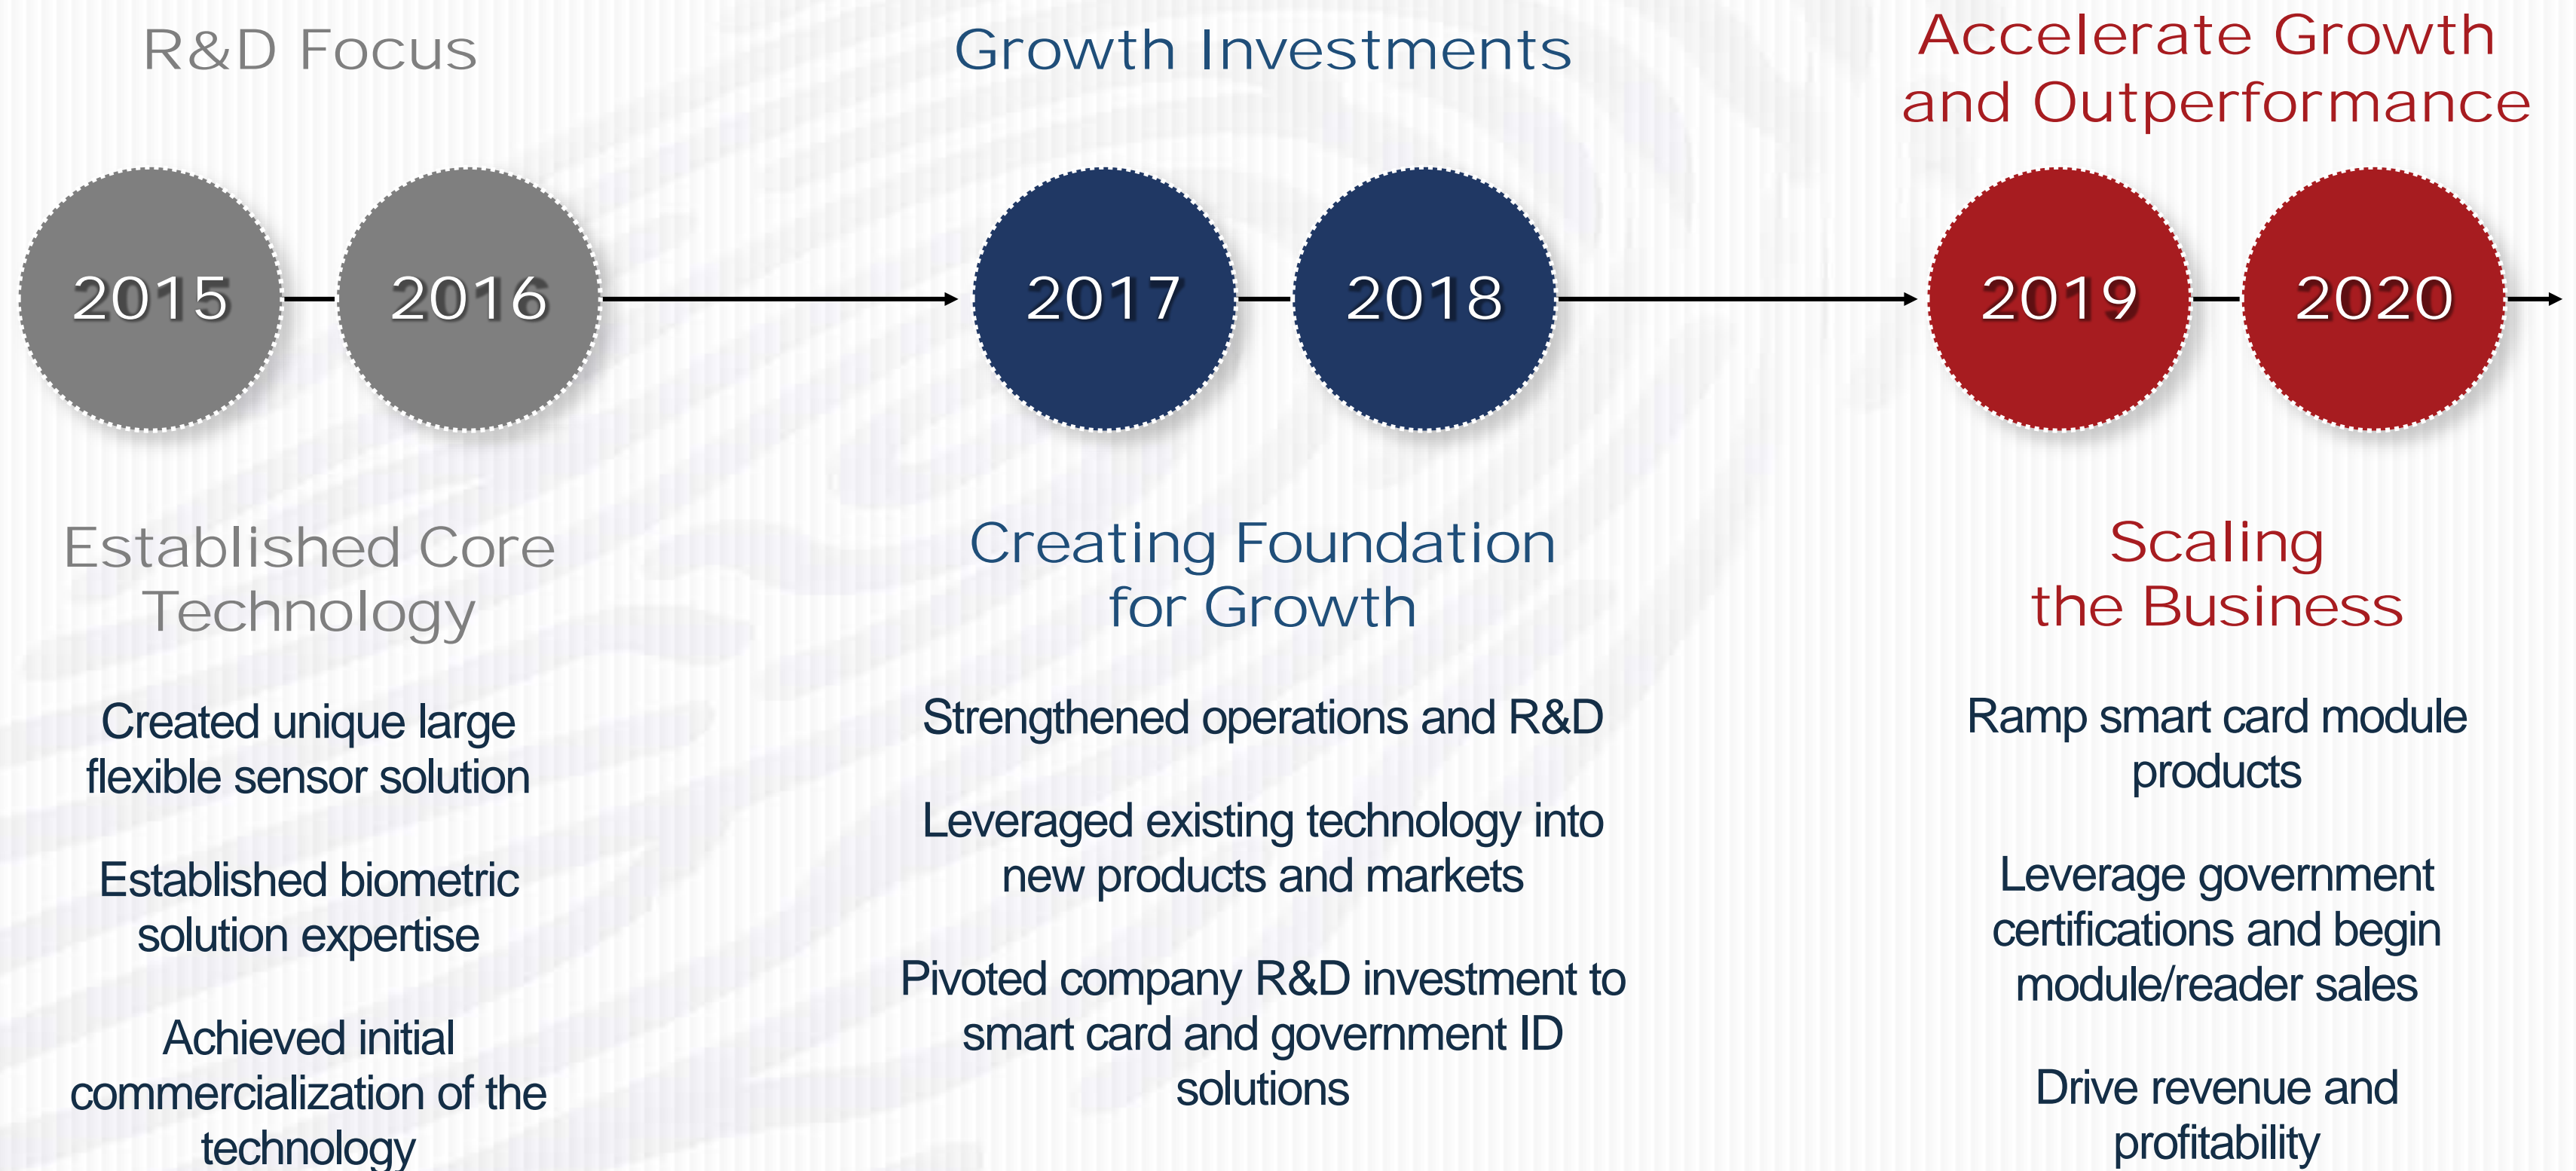 R&D Focus
Growth Investments
Accelerate Growth
and Outperformance
2015
2016
2017
2018
2019
2020
Established Core
Technology
Created unique large
flexible sensor solution
Established biometric
solution expertise
Achieved initial
commercialization of the
technology
Creating Foundation
for Growth
Strengthened operations and R&D
Leveraged existing technology into
new products and markets
Pivoted company R&D investment to
smart card and government ID
solutions
Scaling
the Business
Ramp smart card module
products
Leverage government
certifications and begin
module/reader sales
Drive revenue and
profitability